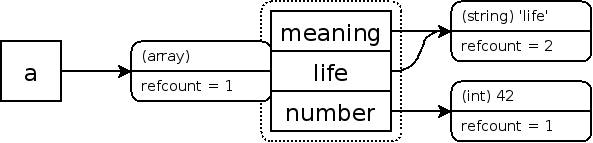 a
(array)
refcount = 1
meaning
life
number
(string) 'life'
refcount = 2
(int) 42
refcount = 1